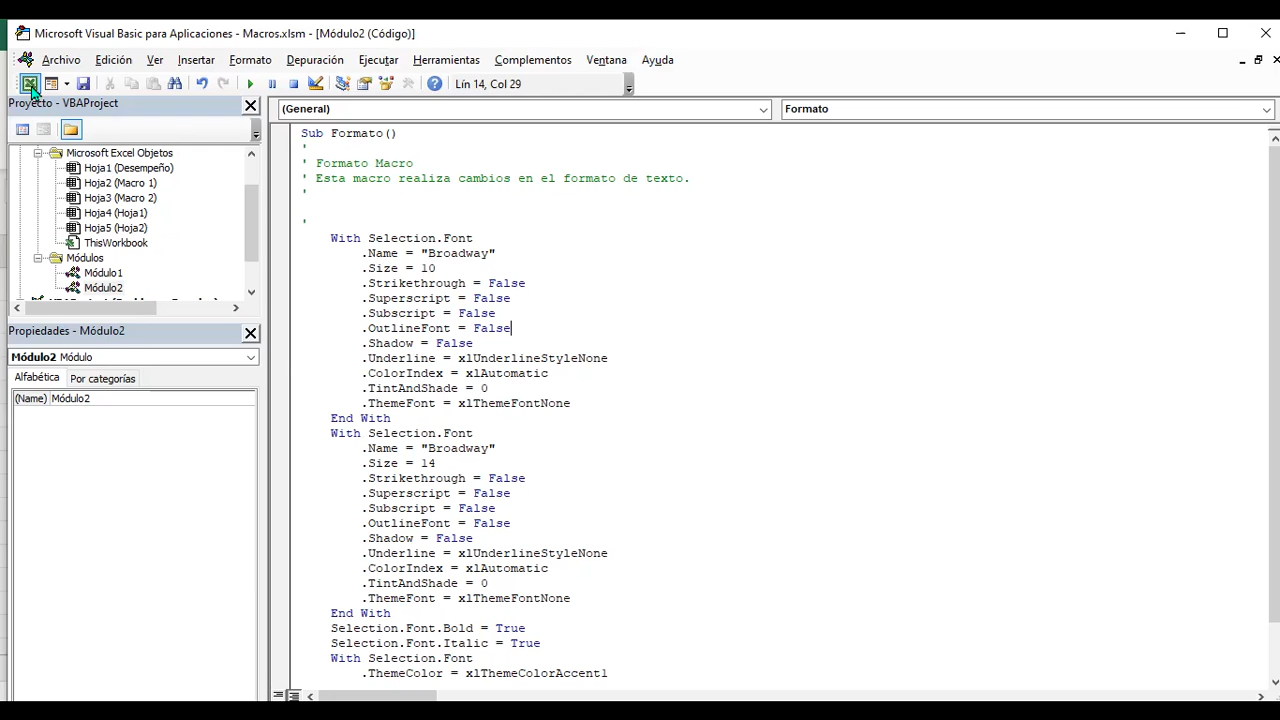 Microsoft Visual Basic para Aplicaciones - Macros.xlsm - [Módulo2 (Código)]
Archivo Edición Ver Insertar Formato Depuración Ejecutar Herramientas Complementos Ventana Ayuda
Lín 14, Col 29
Proyecto - VBAProject
Microsoft Excel Objetos
Hoja1 (Desempeño)
Hoja2 (Macro 1)
Hoja3 (Macro 2)
Hoja4 (Hoja1)
Hoja5 (Hoja2)
ThisWorkbook
Módulos
Módulo1
Módulo2
Propiedades - Módulo2
Módulo2 Módulo
Alfabética Por categorías
(Name) Módulo2
(General) Formato
Sub Formato()
'
' Formato Macro
' Esta macro realiza cambios en el formato de texto.
'
'
With Selection.Font
.Name = "Broadway"
.Size = 10
.Strikethrough = False
.Superscript = False
.Subscript = False
.OutlineFont = False
.Shadow = False
.Underline = xlUnderlineStyleNone
.ColorIndex = xlAutomatic
.TintAndShade = 0
.ThemeFont = xlThemeFontNone
End With
With Selection.Font
.Name = "Broadway"
.Size = 14
.Strikethrough = False
.Superscript = False
.Subscript = False
.OutlineFont = False
.Shadow = False
.Underline = xlUnderlineStyleNone
.ColorIndex = xlAutomatic
.TintAndShade = 0
.ThemeFont = xlThemeFontNone
End With
Selection.Font.Bold = True
Selection.Font.Italic = True
With Selection.Font
.ThemeColor = xlThemeColorAccent1